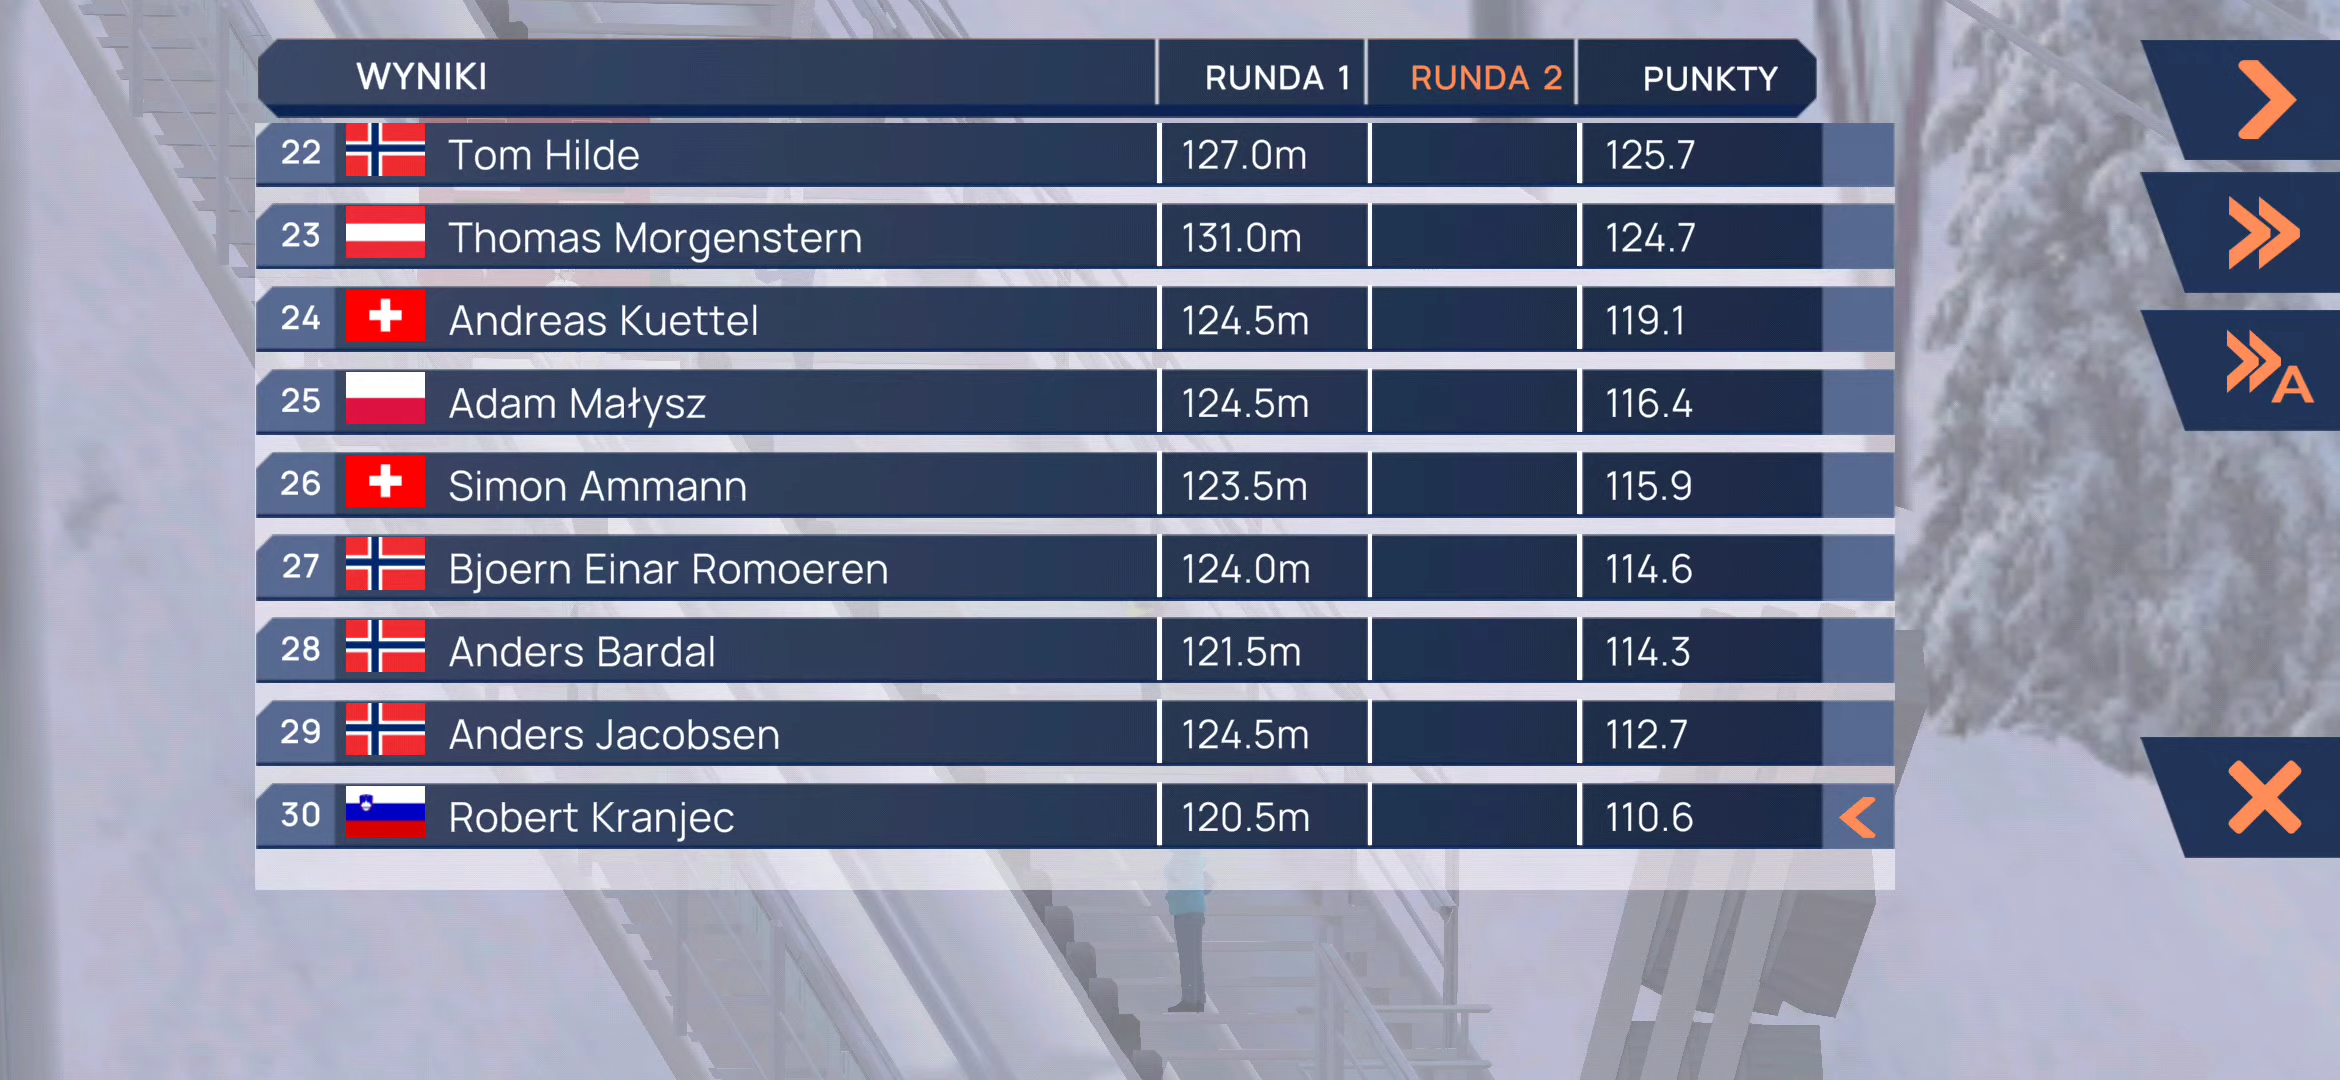 WYNIKI RUNDA 1 RUNDA 2 PUNKTY
22 Tom Hilde 127.0m 125.7
23 Thomas Morgenstern 131.0m 124.7
24 Andreas Kuettel 124.5m 119.1
25 Adam Małysz 124.5m 116.4
26 Simon Ammann 123.5m 115.9
27 Bjoern Einar Romoeren 124.0m 114.6
28 Anders Bardal 121.5m 114.3
29 Anders Jacobsen 124.5m 112.7
30 Robert Kranjec 120.5m 110.6
A